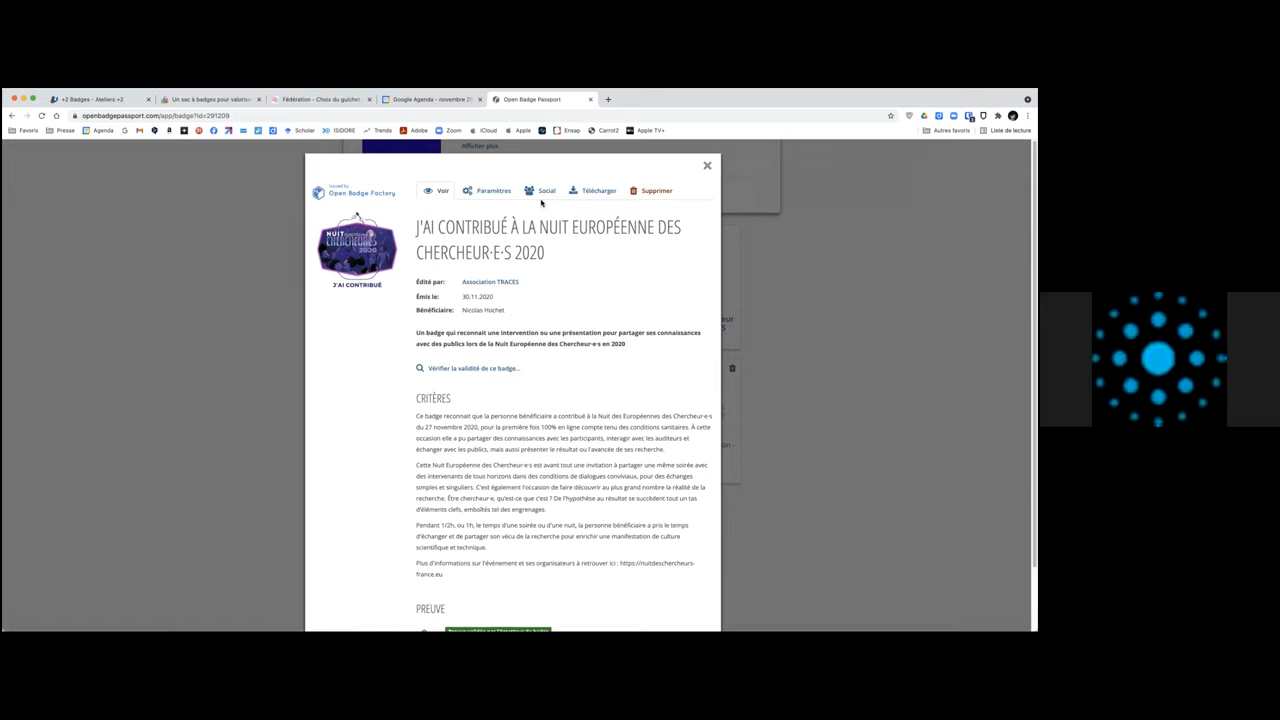 +2 Badges - Ateliers +2
Un sac à badges pour valoriser
Fédération - Choix du guichet
Google Agenda - novembre 20
Open Badge Passport
openbadgepassport.com/app/badge?id=291209
Favoris Presse Agenda Scholar ISIDORE Trends Adobe Zoom iCloud Apple Ensap Carrot2 Apple TV+ Autres favoris Liste de lecture
Afficher plus
Issued by
Open Badge Factory
Voir Paramètres Social Télécharger Supprimer
NUIT EUROPÉENNE DES
CHERCHEUR·E·S
2020
J'AI CONTRIBUÉ
J'AI CONTRIBUÉ À LA NUIT EUROPÉENNE DES
CHERCHEUR·E·S 2020
Édité par: Association TRACES
Émis le: 30.11.2020
Bénéficiaire: Nicolas Hochet
Un badge qui reconnait une intervention ou une présentation pour partager ses connaissances
avec des publics lors de la Nuit Européenne des Chercheur·e·s en 2020
Vérifier la validité de ce badge...
CRITÈRES
Ce badge reconnait que la personne bénéficiaire a contribué à la Nuit des Européennes des Chercheur·e·s
du 27 novembre 2020, pour la première fois 100% en ligne compte tenu des conditions sanitaires. À cette
occasion elle a pu partager des connaissances avec les participants, interagir avec les auditeurs et
échanger avec les publics, mais aussi présenter le résultat ou l'avancée de ses recherche.
Cette Nuit Européenne des Chercheur·e·s est avant tout une invitation à partager une même soirée avec
des intervenants de tous horizons dans des conditions de dialogues conviviaux, pour des échanges
simples et singuliers. C'est également l'occasion de faire découvrir au plus grand nombre la réalité de la
recherche. Être chercheur·e, qu'est-ce que c'est ? De l'hypothèse au résultat se succèdent tout un tas
d'éléments clefs, emboîtés tel des engrenages.
Pendant 1/2h, ou 1h, le temps d'une soirée ou d'une nuit, la personne bénéficiaire a pris le temps
d'échanger et de partager son vécu de la recherche pour enrichir une manifestation de culture
scientifique et technique.
Plus d'informations sur l'événement et ses organisateurs à retrouver ici : https://nuitdeschercheurs-
france.eu
PREUVE